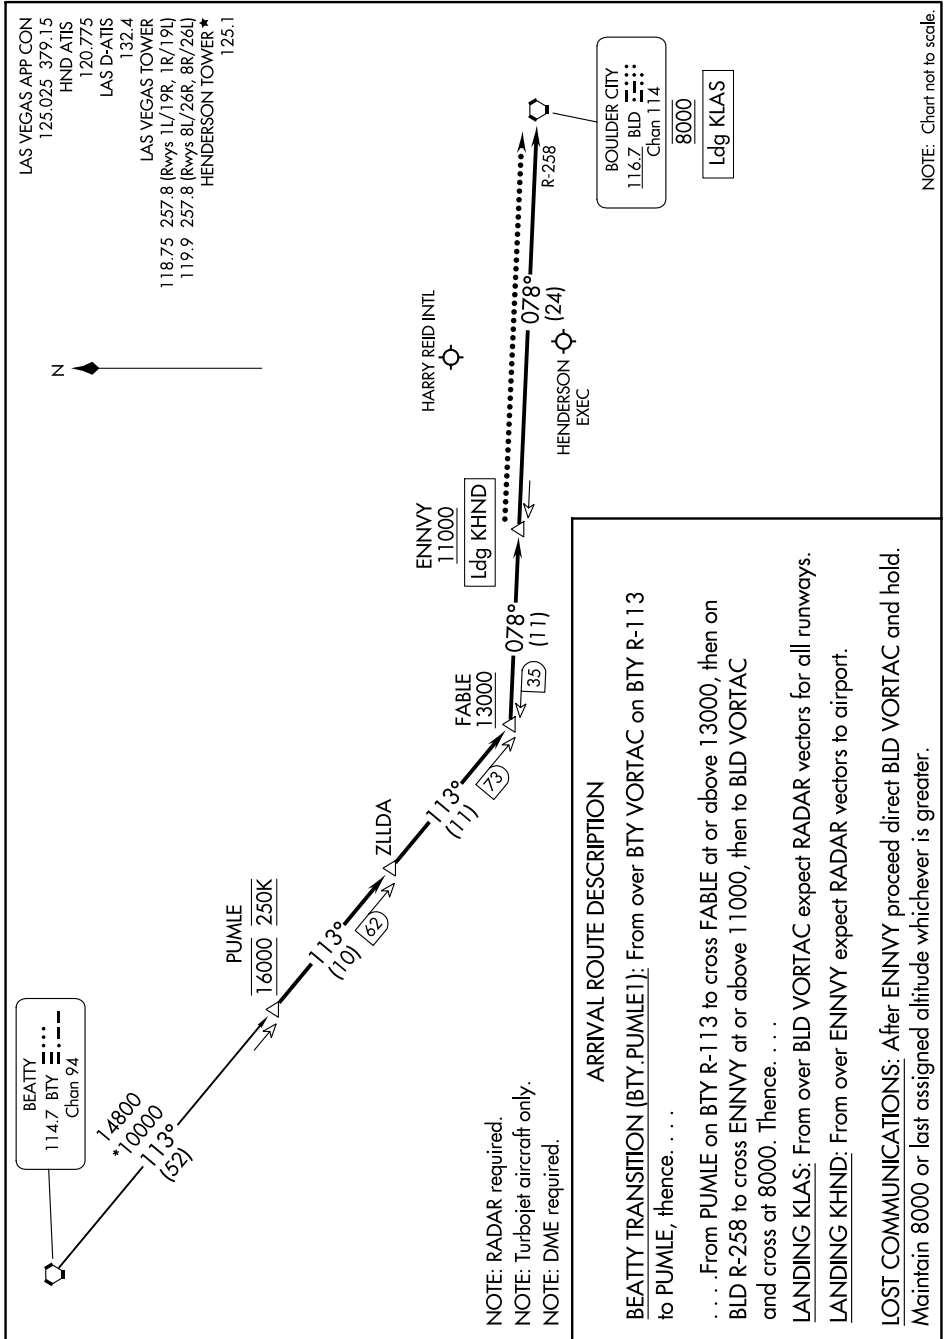 LAS VEGAS APP CON
125.025 379.15
HND ATIS
120.775
LAS D-ATIS
132.4
LAS VEGAS TOWER
118.75 257.8 (Rwys 1L/19R, 1R/19L)
119.9 257.8 (Rwys 8L/26R, 8R/26L)
HENDERSON TOWER ★
125.1
N
BEATTY
114.7 BTY
Chan 94
14800
*10000
113°
(52)
PUMLE
16000 250K
113°
(10)
62
ZLLDA
113°
(11)
73
FABLE
13000
35
078°
(11)
ENNVY
11000
Ldg KHND
HARRY REID INTL
HENDERSON
EXEC
078°
(24)
R-258
BOULDER CITY
116.7 BLD
Chan 114
8000
Ldg KLAS
NOTE: RADAR required.
NOTE: Turbojet aircraft only.
NOTE: DME required.
NOTE: Chart not to scale.
ARRIVAL ROUTE DESCRIPTION
BEATTY TRANSITION (BTY.PUMLE1): From over BTY VORTAC on BTY R-113
to PUMLE, thence. . . .
. . . .From PUMLE on BTY R-113 to cross FABLE at or above 13000, then on
BLD R-258 to cross ENNVY at or above 11000, then to BLD VORTAC
and cross at 8000. Thence. . . .
LANDING KLAS: From over BLD VORTAC expect RADAR vectors for all runways.
LANDING KHND: From over ENNVY expect RADAR vectors to airport.
LOST COMMUNICATIONS: After ENNVY proceed direct BLD VORTAC and hold.
Maintain 8000 or last assigned altitude whichever is greater.